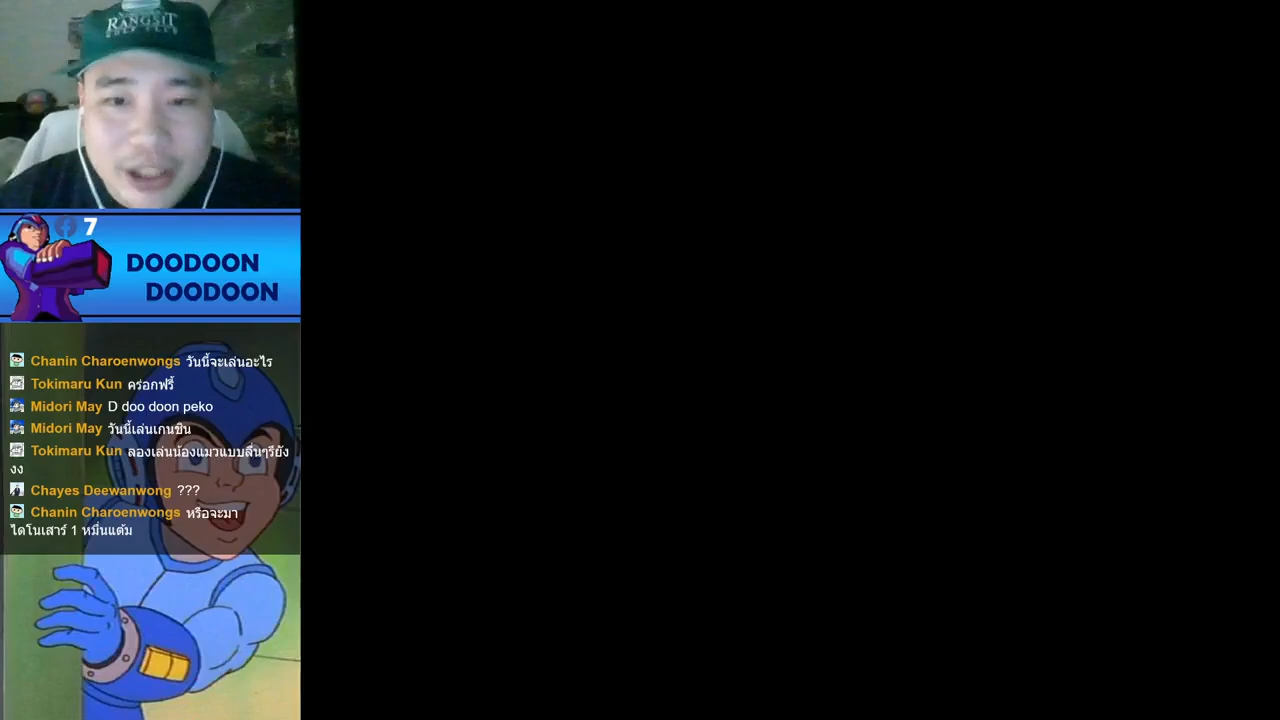 RANGSIT
GOLF CLUB
7
DOODOON
DOODOON
Chanin Charoenwongs วันนี้จะเล่นอะไร
Tokimaru Kun คร่อกฟรี้
Midori May D doo doon peko
Midori May วันนี้เล่นเกนชิน
Tokimaru Kun ลองเล่นน้องแมวแบบลื่นๆรึยัง
งง
Chayes Deewanwong ???
Chanin Charoenwongs หรือจะมา
ไดโนเสาร์ 1 หมื่นแต้ม